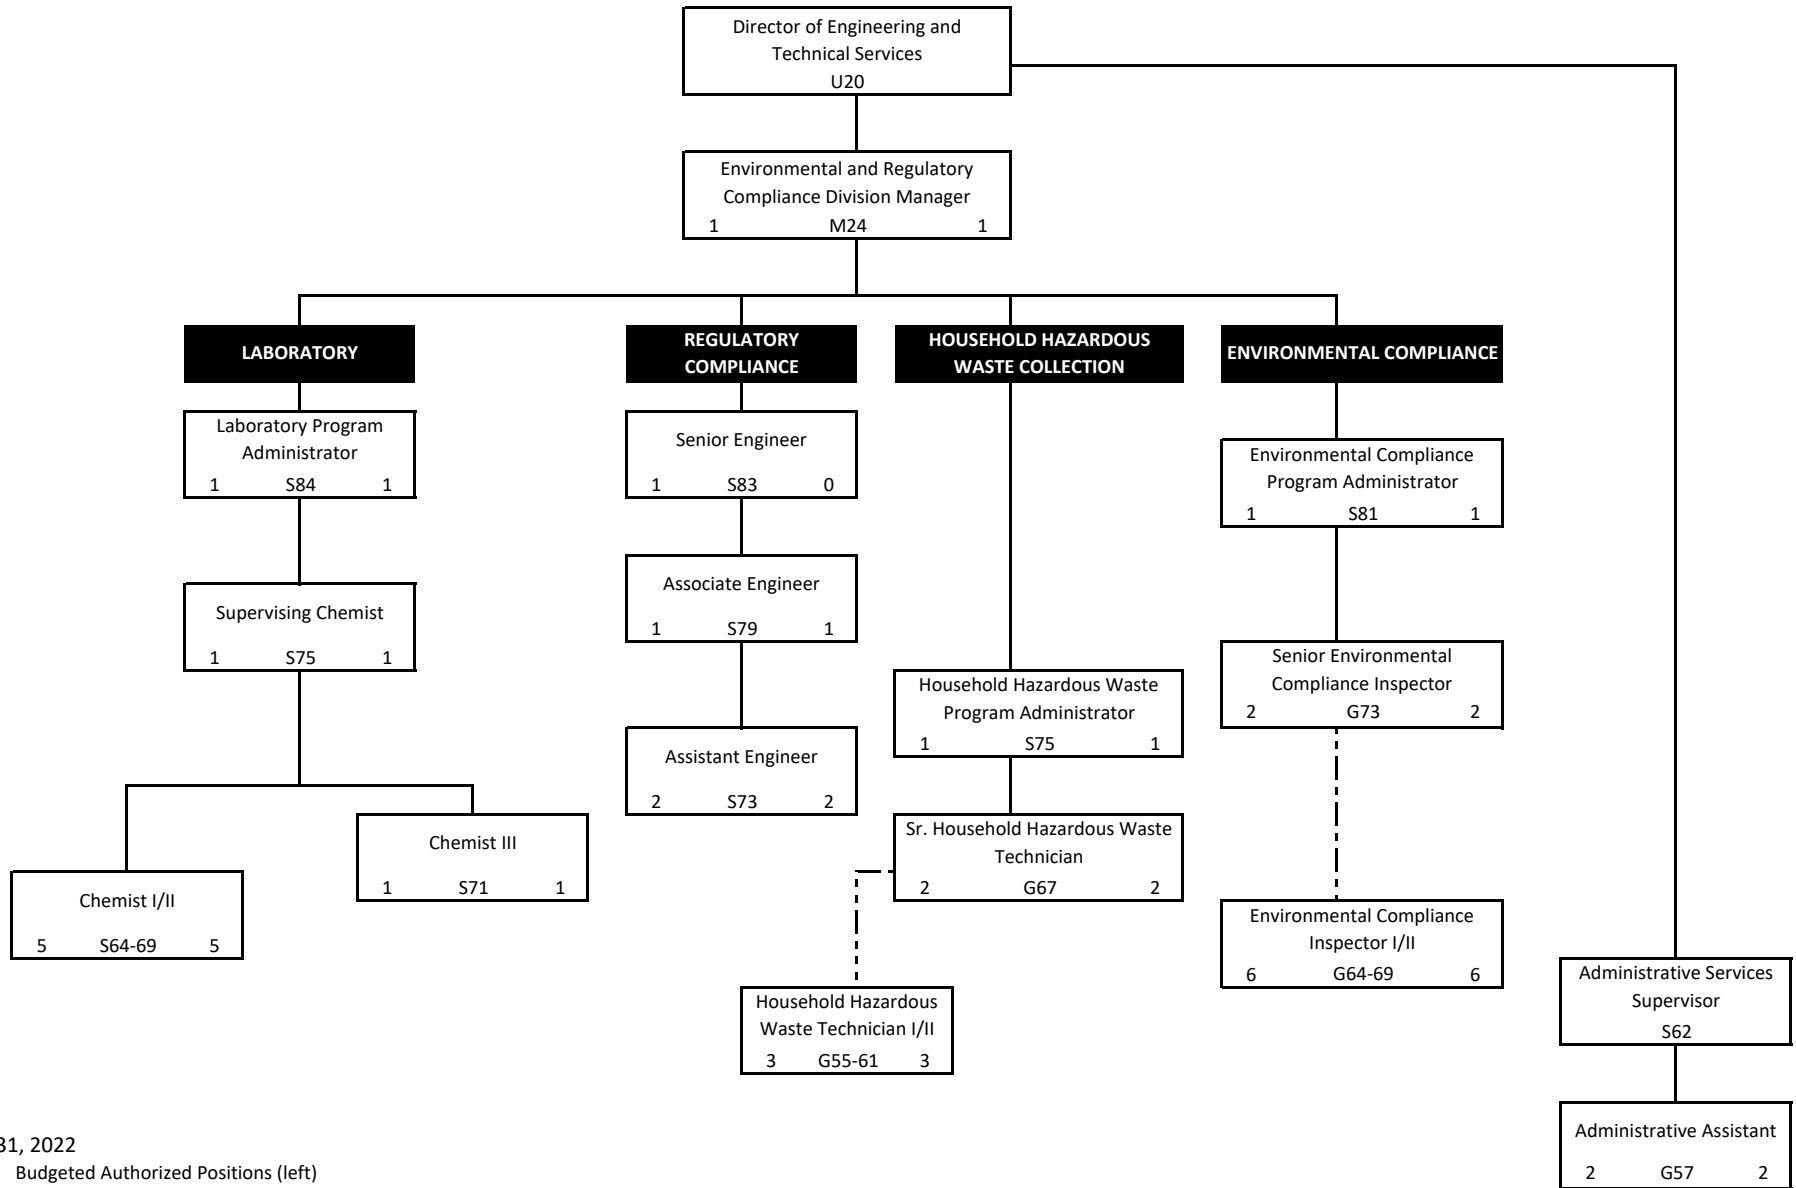 Director of Engineering and
Technical Services
U20
Environmental and Regulatory
Compliance Division Manager
1 M24 1
LABORATORY
REGULATORY
COMPLIANCE
HOUSEHOLD HAZARDOUS
WASTE COLLECTION
ENVIRONMENTAL COMPLIANCE
Laboratory Program
Administrator
1 S84 1
Senior Engineer
1 S83 0
Environmental Compliance
Program Administrator
1 S81 1
Supervising Chemist
1 S75 1
Associate Engineer
1 S79 1
Senior Environmental
Compliance Inspector
2 G73 2
Household Hazardous Waste
Program Administrator
1 S75 1
Assistant Engineer
2 S73 2
Chemist III
1 S71 1
Sr. Household Hazardous Waste
Technician
2 G67 2
Chemist I/II
5 S64-69 5
Environmental Compliance
Inspector I/II
6 G64-69 6
Household Hazardous
Waste Technician I/II
3 G55-61 3
Administrative Services
Supervisor
S62
Administrative Assistant
2 G57 2
31, 2022
Budgeted Authorized Positions (left)